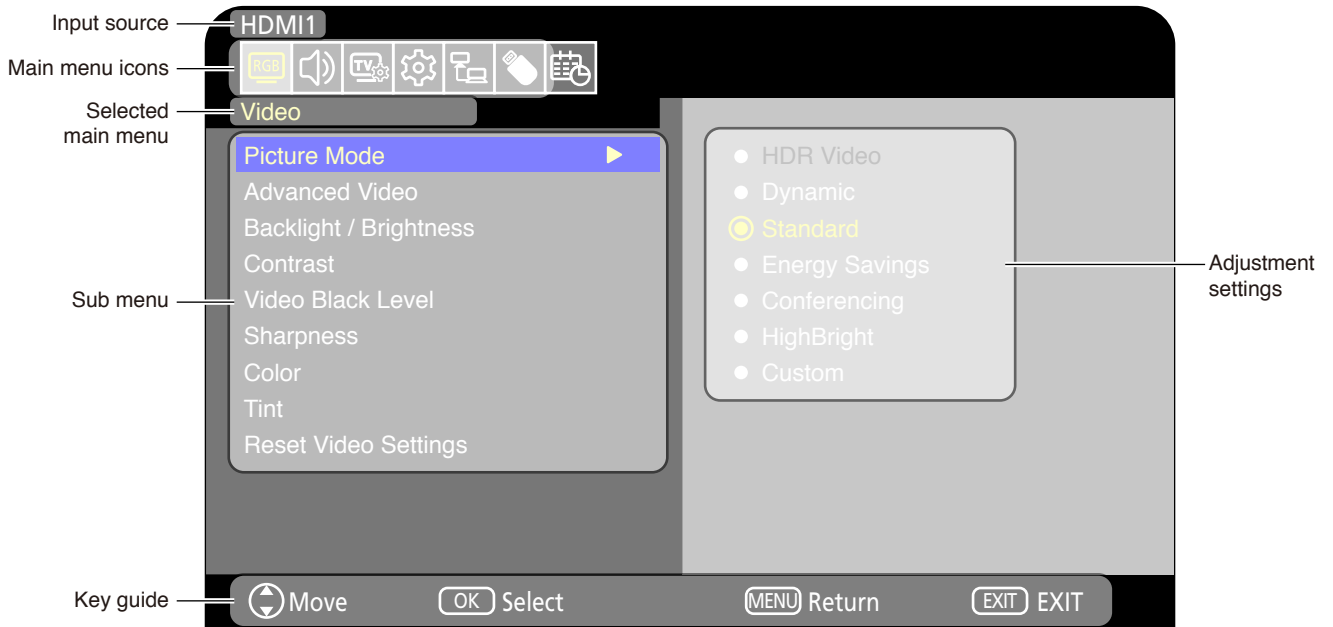 Input source
HDMI1
Main menu icons
RGB
TV
Selected
main menu
Video
Picture Mode
Advanced Video
Backlight / Brightness
Contrast
Sub menu
Video Black Level
Sharpness
Color
Tint
Reset Video Settings
HDR Video
Dynamic
Standard
Energy Savings
Conferencing
HighBright
Custom
Adjustment
settings
Key guide
Move
OK Select
MENU Return
EXIT EXIT